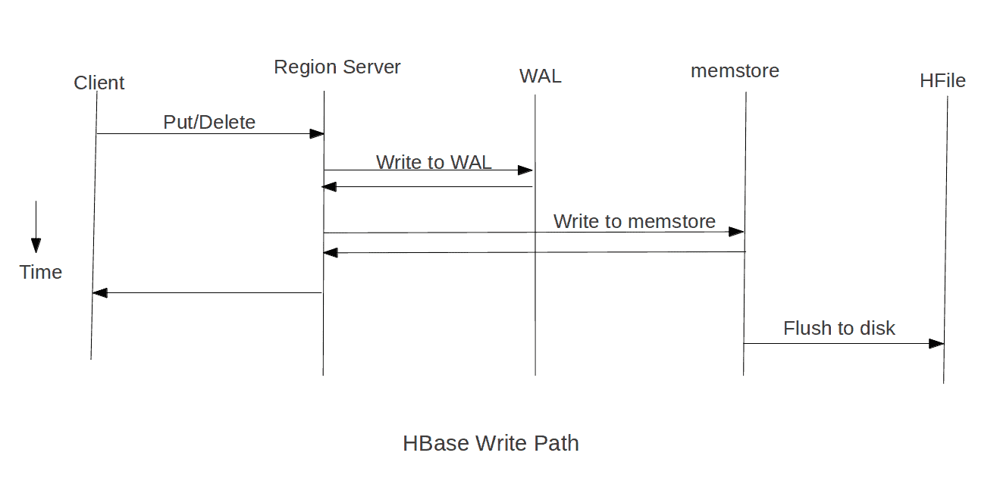 Client
Region Server
WAL
memstore
HFile
Put/Delete
Write to WAL
Write to memstore
Time
Flush to disk
HBase Write Path